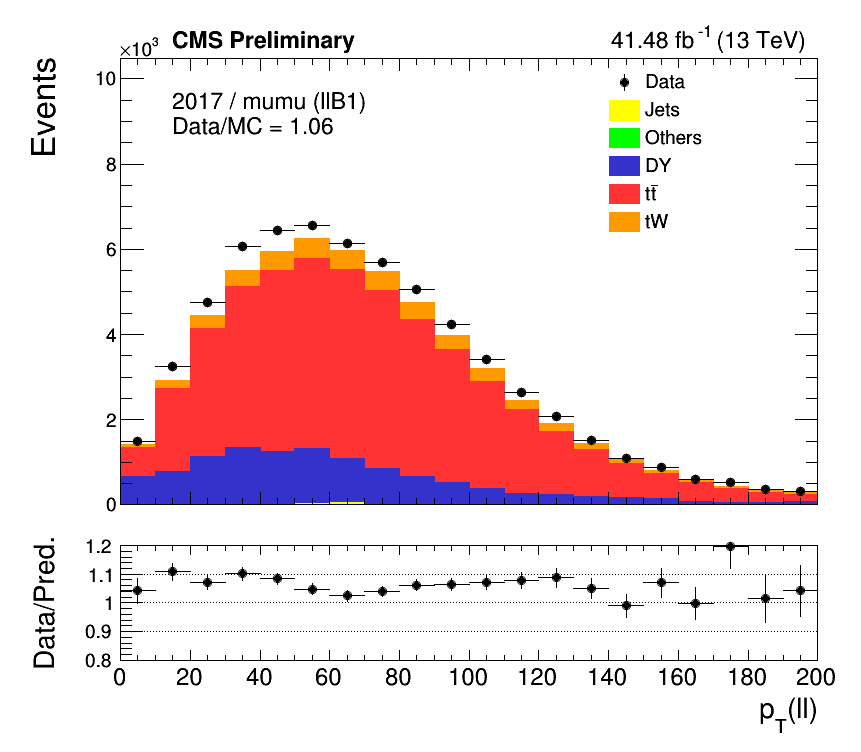 ×10³ CMS Preliminary 41.48 fb⁻¹ (13 TeV)
Events
2017 / mumu (llB1)
Data/MC = 1.06
Data
Jets
Others
DY
tt̄
tW
10
8
6
4
2
0
Data/Pred.
1.2
1.1
1
0.9
0.8
0 20 40 60 80 100 120 140 160 180 200
p_T(ll)